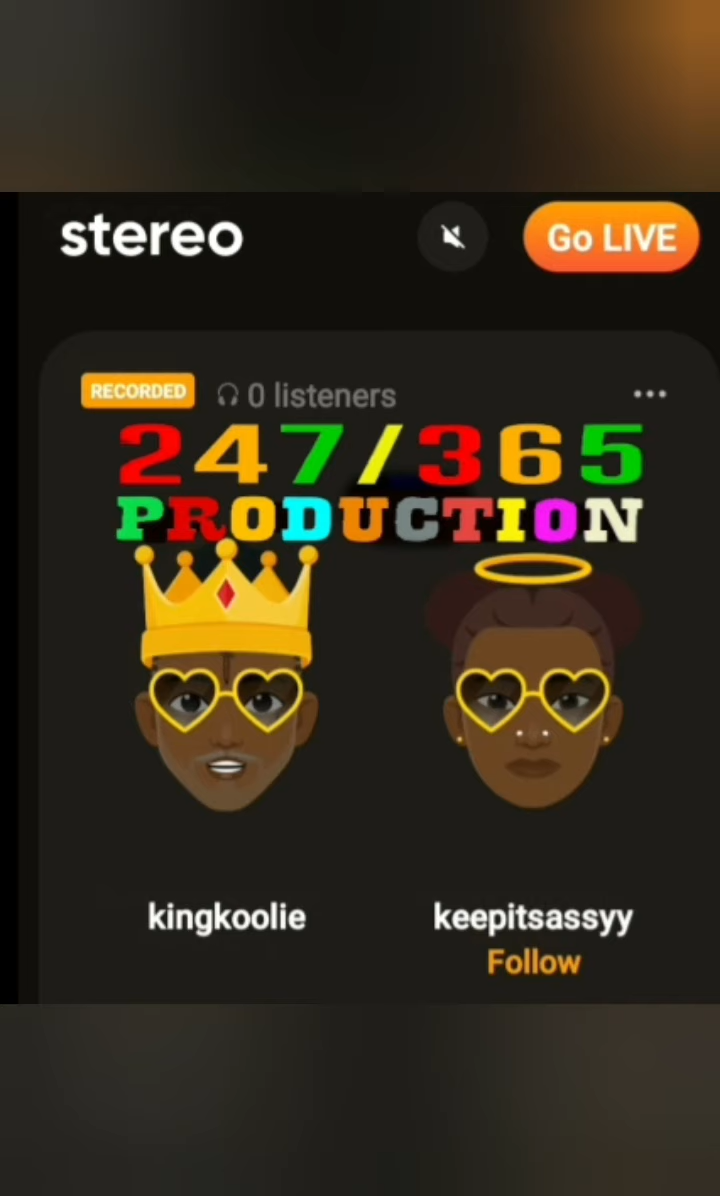 stereo
Go LIVE
RECORDED 0 listeners
247/365
PRODUCTION
kingkoolie keepitsassyy
Follow